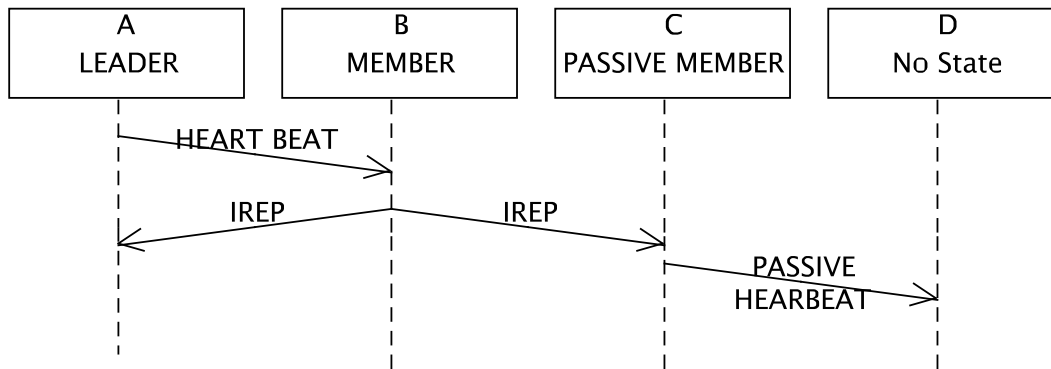 A
LEADER
B
MEMBER
C
PASSIVE MEMBER
D
No State
HEART BEAT
IREP
IREP
PASSIVE
HEARBEAT